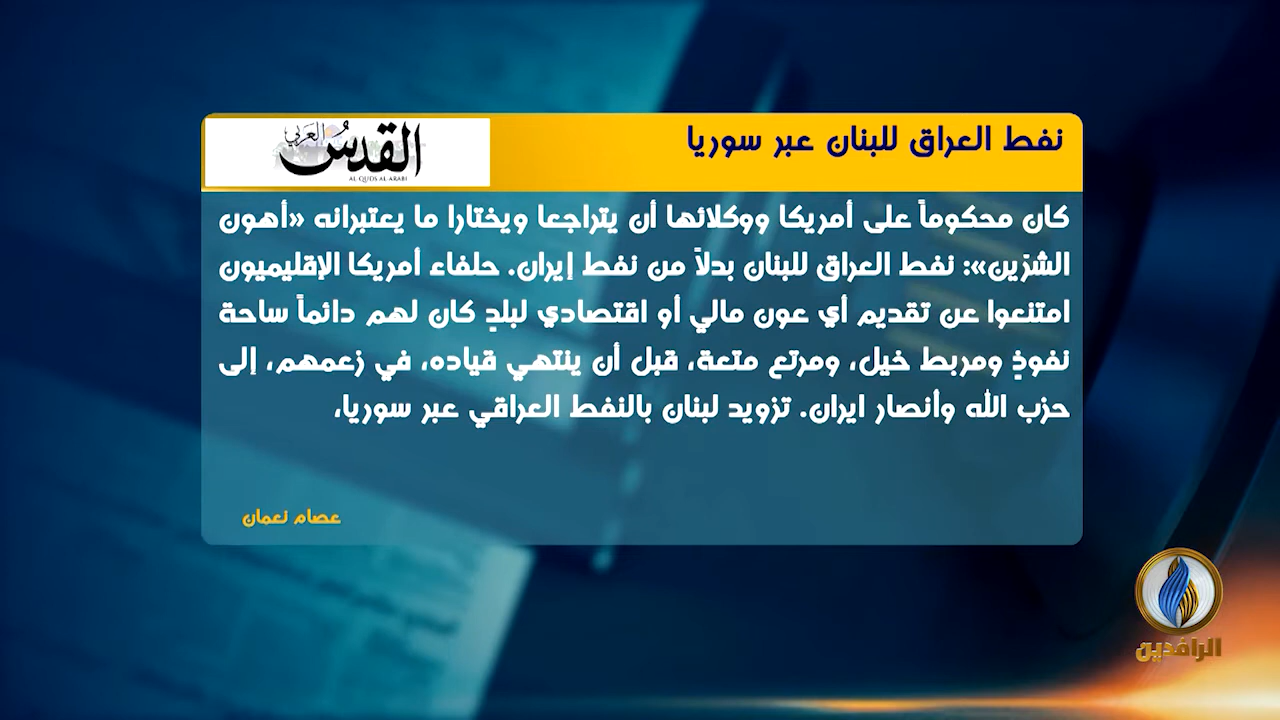 نفط العراق للبنان عبر سوريا
القدس العربي
AL QUDS AL ARABI
كان محكوماً على أمريكا ووكلائها أن يتراجعا ويختارا ما يعتبرانه «أهون
الشرّين»: نفط العراق للبنان بدلاً من نفط إيران. حلفاء أمريكا الإقليميون
امتنعوا عن تقديم أي عون مالي أو اقتصادي لبلدٍ كان لهم دائماً ساحة
نفوذٍ ومربط خيل، ومرتع متعة، قبل أن ينتهي قياده، في زعمهم، إلى
حزب الله وأنصار ايران. تزويد لبنان بالنفط العراقي عبر سوريا،
عصام نعمان
الرافدين